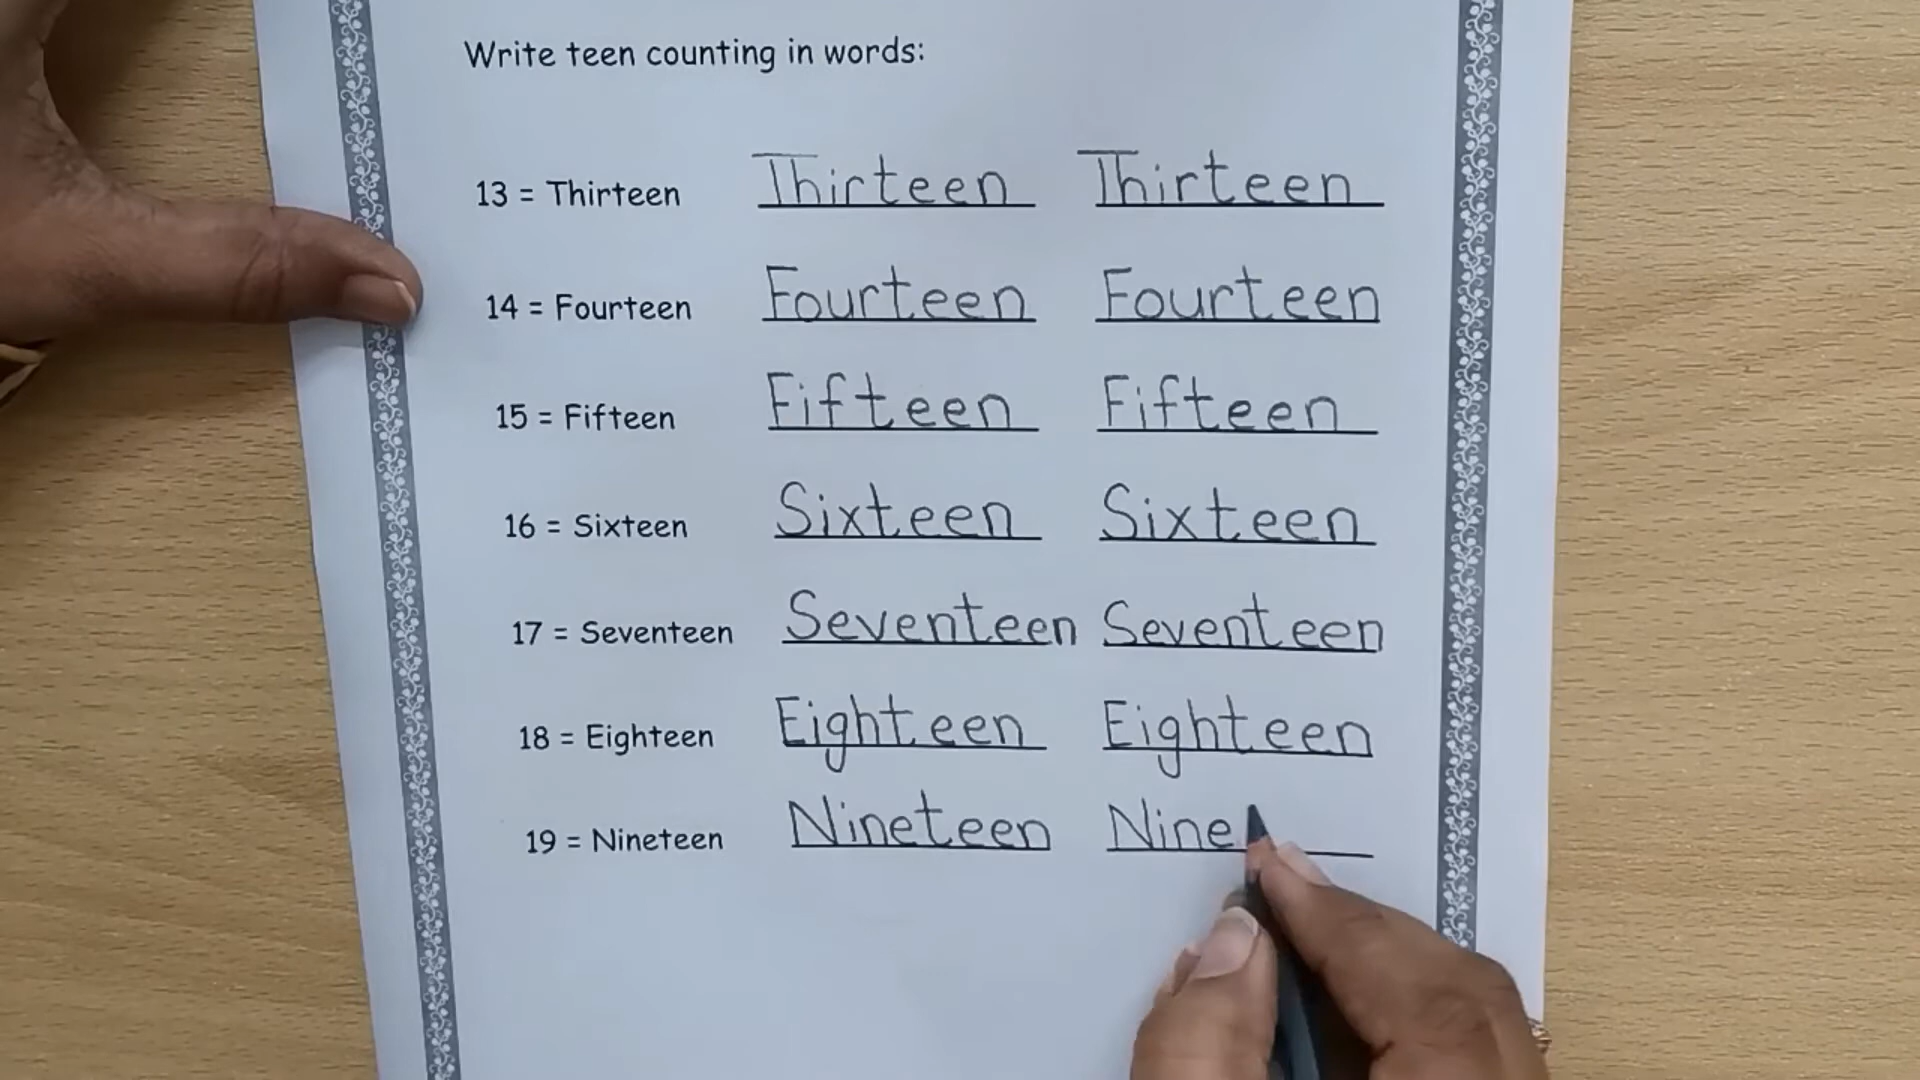 Write teen counting in words:
13 = Thirteen Thirteen Thirteen
14 = Fourteen Fourteen Fourteen
15 = Fifteen Fifteen Fifteen
16 = Sixteen Sixteen Sixteen
17 = Seventeen Seventeen Seventeen
18 = Eighteen Eighteen Eighteen
19 = Nineteen Nineteen Nine